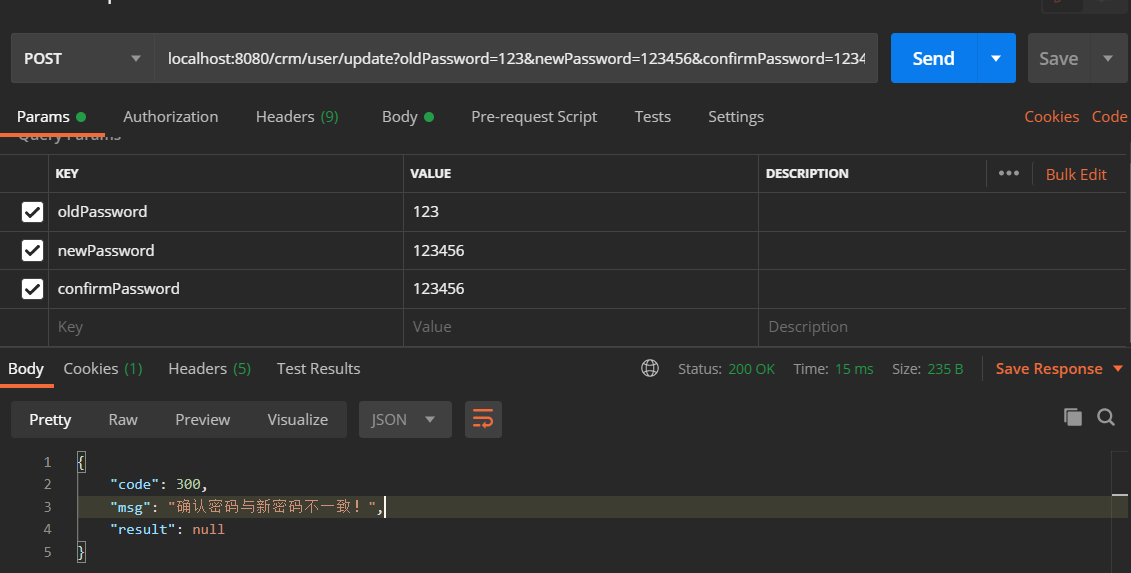 POST
localhost:8080/crm/user/update?oldPassword=123&newPassword=123456&confirmPassword=1234
Send
Save
Params
Authorization
Headers (9)
Body
Pre-request Script
Tests
Settings
Cookies
Code
Query Params
KEY
VALUE
DESCRIPTION
Bulk Edit
oldPassword
123
newPassword
123456
confirmPassword
123456
Key
Value
Description
Body
Cookies (1)
Headers (5)
Test Results
Status: 200 OK
Time: 15 ms
Size: 235 B
Save Response
Pretty
Raw
Preview
Visualize
JSON
1 {
2 "code": 300,
3 "msg": "确认密码与新密码不一致！",
4 "result": null
5 }